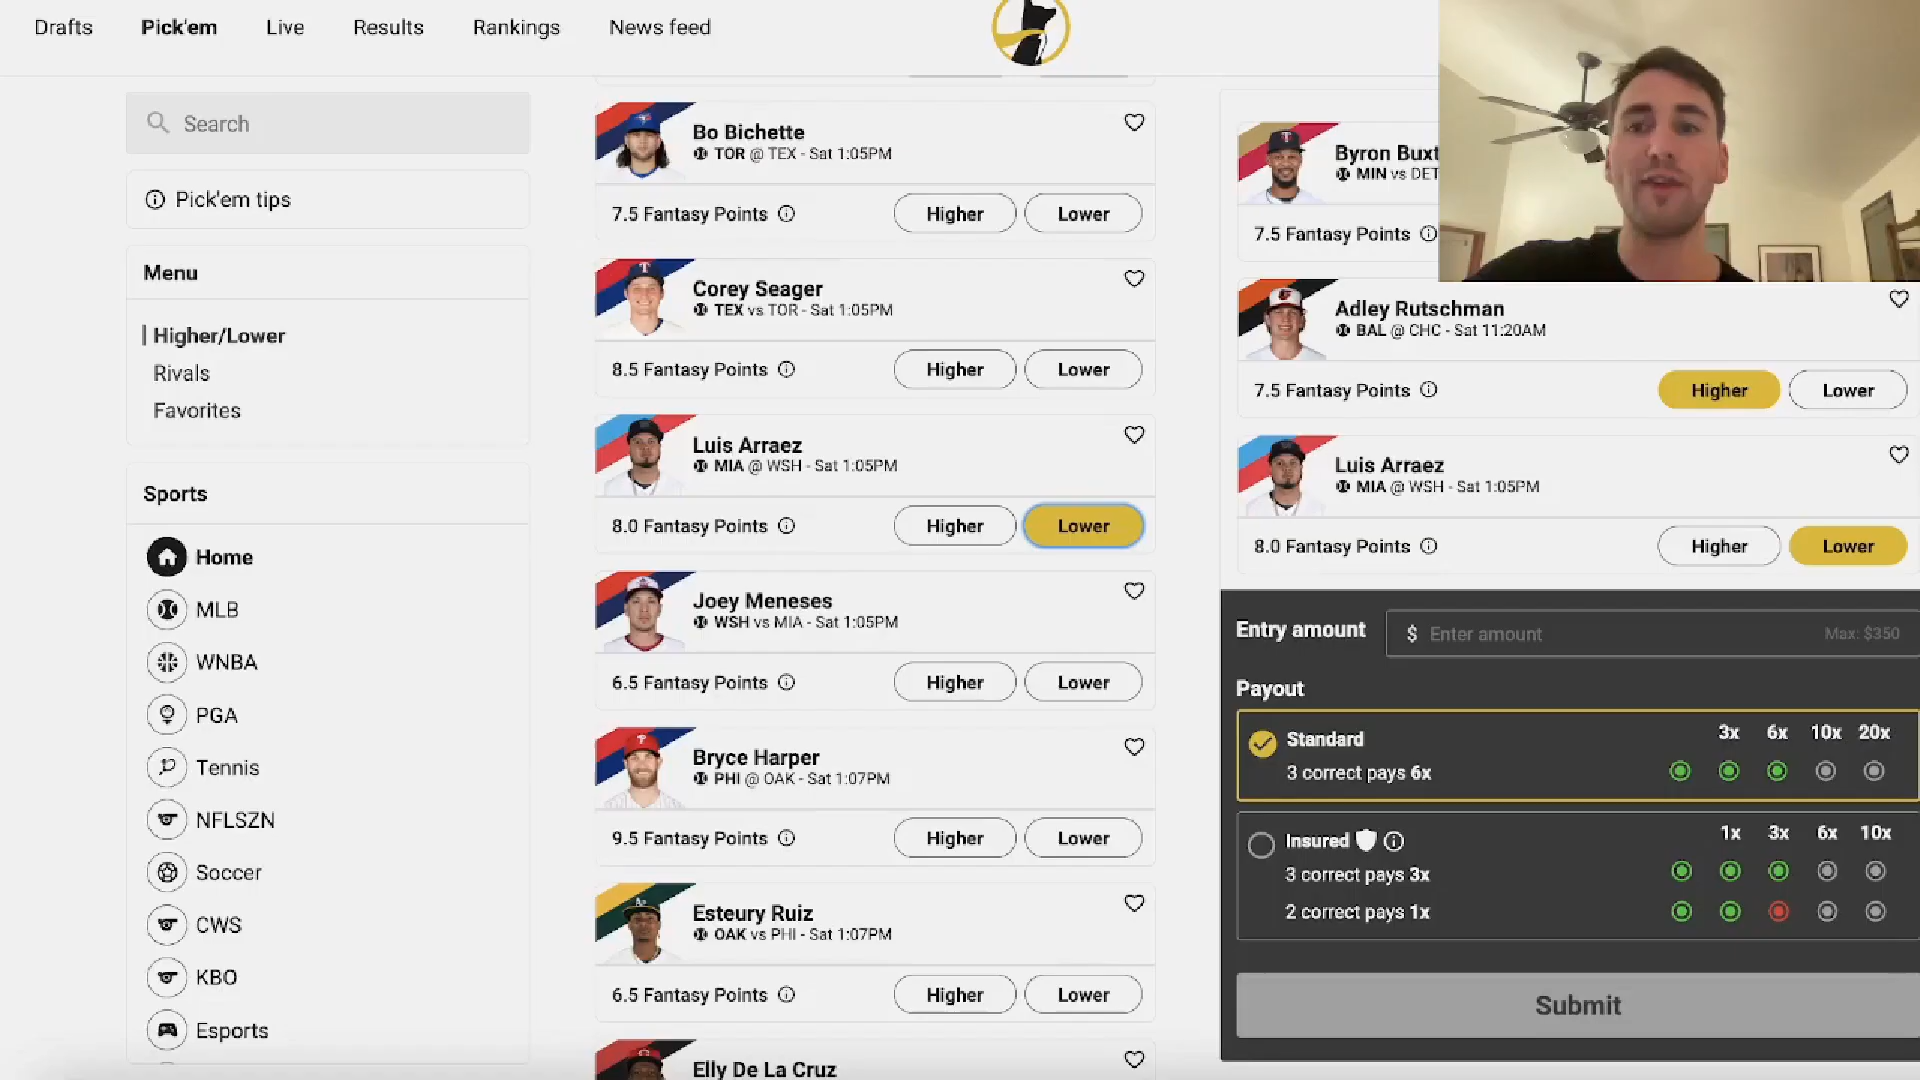 Drafts
Pick'em
Live
Results
Rankings
News feed
Search
Pick'em tips
Menu
Higher/Lower
Rivals
Favorites
Sports
Home
MLB
WNBA
PGA
Tennis
NFLSZN
Soccer
CWS
KBO
Esports
Bo Bichette
TOR @ TEX - Sat 1:05PM
7.5 Fantasy Points
Higher
Lower
Corey Seager
TEX vs TOR - Sat 1:05PM
8.5 Fantasy Points
Higher
Lower
Luis Arraez
MIA @ WSH - Sat 1:05PM
8.0 Fantasy Points
Higher
Lower
Joey Meneses
WSH vs MIA - Sat 1:05PM
6.5 Fantasy Points
Higher
Lower
Bryce Harper
PHI @ OAK - Sat 1:07PM
9.5 Fantasy Points
Higher
Lower
Esteury Ruiz
OAK vs PHI - Sat 1:07PM
6.5 Fantasy Points
Higher
Lower
Elly De La Cruz
Byron Buxt
MIN vs DET
7.5 Fantasy Points
Adley Rutschman
BAL @ CHC - Sat 11:20AM
7.5 Fantasy Points
Higher
Lower
Luis Arraez
MIA @ WSH - Sat 1:05PM
8.0 Fantasy Points
Higher
Lower
Entry amount
$ Enter amount
Max: $350
Payout
Standard
3x 6x 10x 20x
3 correct pays 6x
Insured
1x 3x 6x 10x
3 correct pays 3x
2 correct pays 1x
Submit